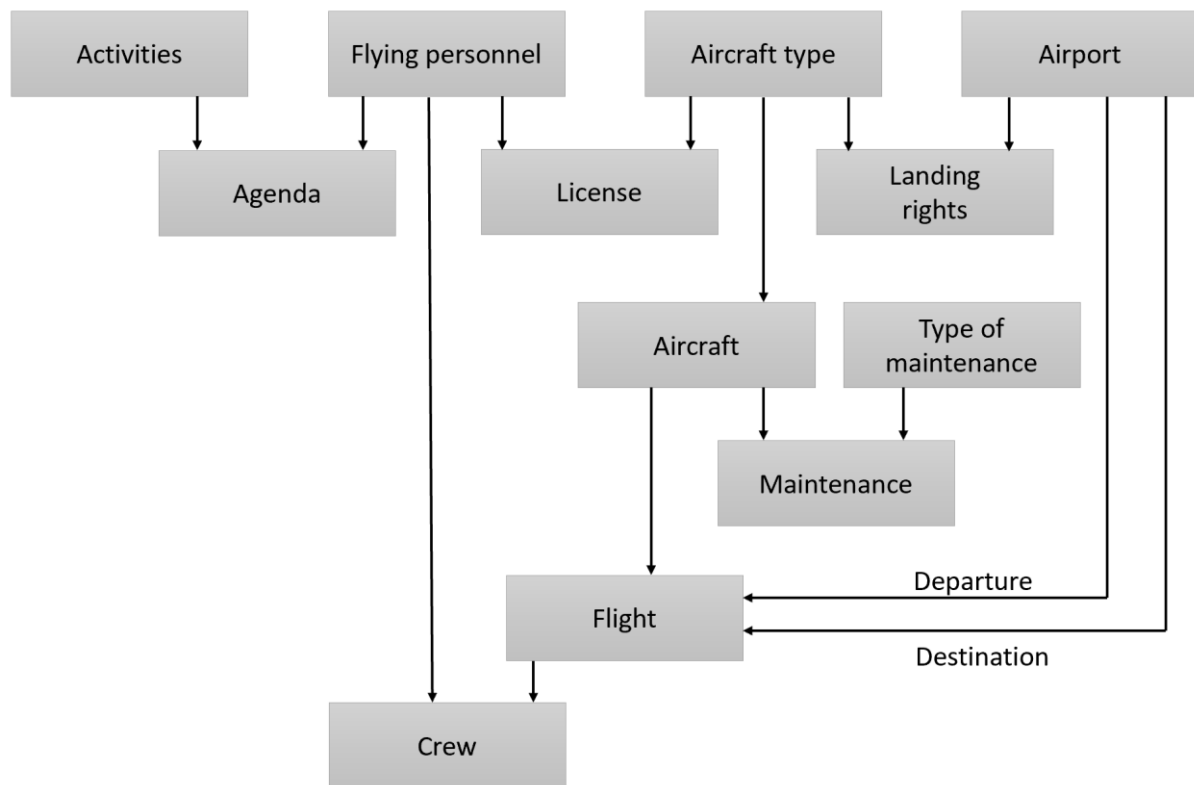 Activities
Flying personnel
Aircraft type
Airport
Agenda
License
Landing
rights
Aircraft
Type of
maintenance
Maintenance
Departure
Flight
Destination
Crew